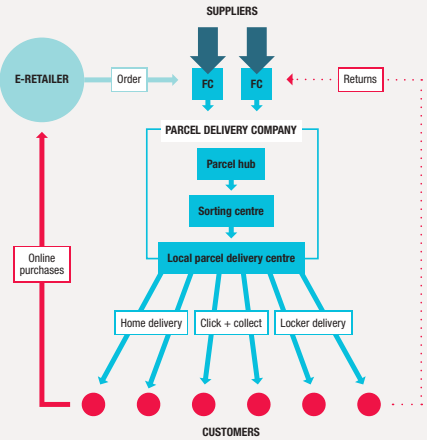 SUPPLIERS
E-RETAILER
Order
FC
FC
Returns
PARCEL DELIVERY COMPANY
Parcel hub
Sorting centre
Local parcel delivery centre
Online
purchases
Home delivery
Click + collect
Locker delivery
CUSTOMERS